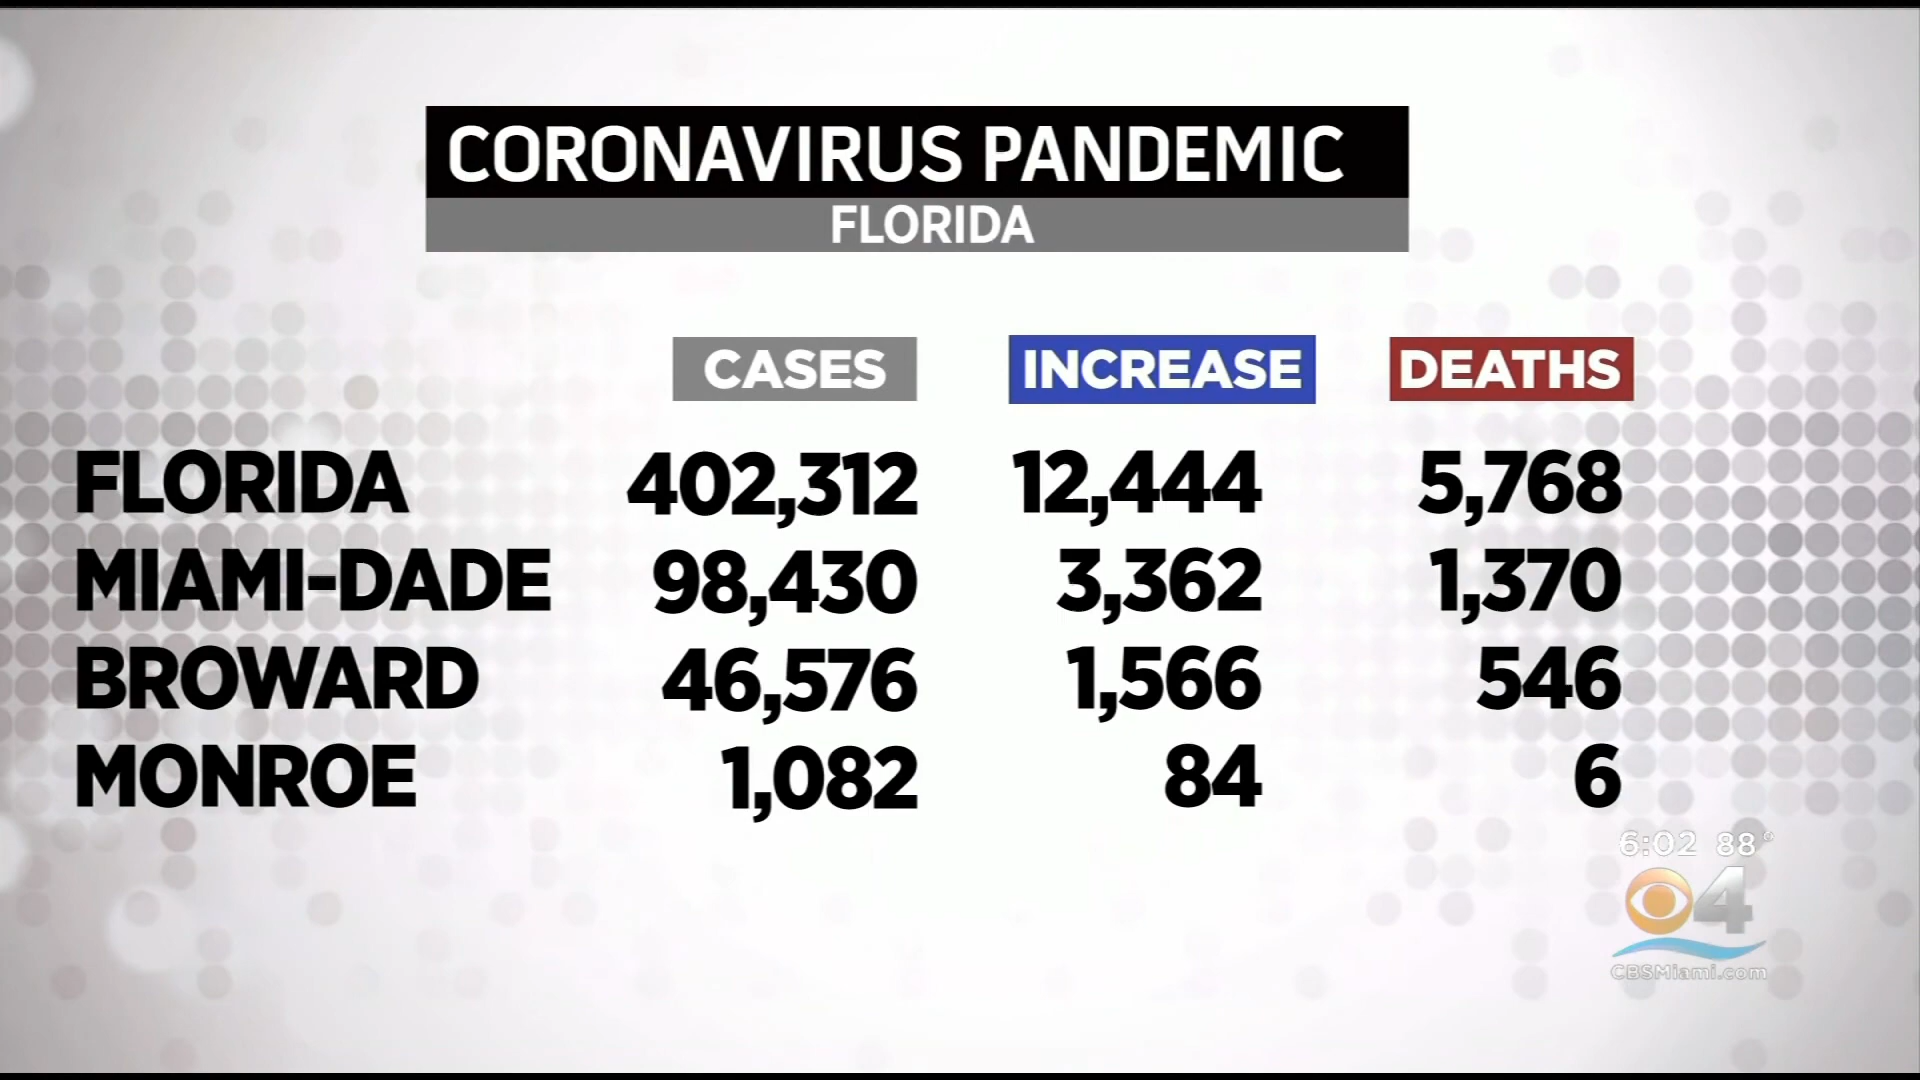 CORONAVIRUS PANDEMIC
FLORIDA
CASES INCREASE DEATHS
FLORIDA 402,312 12,444 5,768
MIAMI-DADE 98,430 3,362 1,370
BROWARD 46,576 1,566 546
MONROE 1,082 84 6
6:02 88°
4
CBSMiami.com